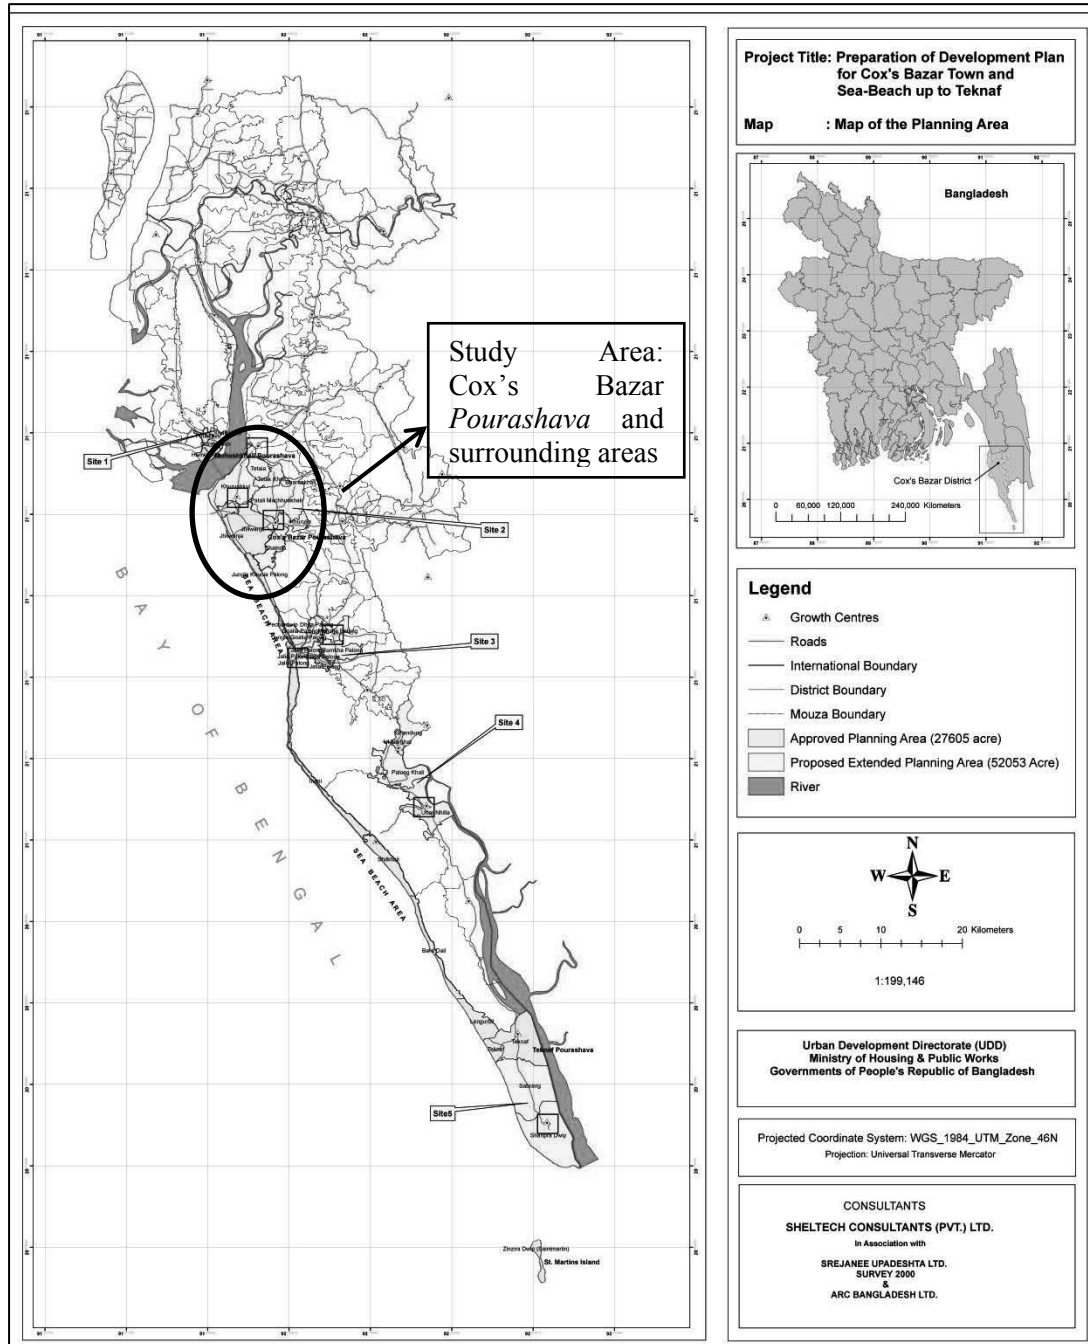 Project Title: Preparation of Development Plan
for Cox's Bazar Town and
Sea-Beach up to Teknaf
Map : Map of the Planning Area
Bangladesh
Cox's Bazar District
0 60,000 120,000 240,000 Kilometers
Study Area:
Cox’s Bazar
Pourashava and
surrounding areas
Site 1
Site 2
Cox's Bazar Pourashava
SEA BEACH AREA
Site 3
Site 4
Palong Khali
BAY OF BENGAL
SEA BEACH AREA
Teknaf
Teknaf Pourashava
Sabrang
Site5
Zinzira Dwip (Saintmartin)
St. Martins Island
Legend
Growth Centres
Roads
International Boundary
District Boundary
Mouza Boundary
Approved Planning Area (27605 acre)
Proposed Extended Planning Area (52053 Acre)
River
N
W E
S
0 5 10 20 Kilometers
1:199,146
Urban Development Directorate (UDD)
Ministry of Housing & Public Works
Governments of People's Republic of Bangladesh
Projected Coordinate System: WGS_1984_UTM_Zone_46N
Projection: Universal Transverse Mercator
CONSULTANTS
SHELTECH CONSULTANTS (PVT.) LTD.
In Association with
SREJANEE UPADESHTA LTD.
SURVEY 2000
&
ARC BANGLADESH LTD.